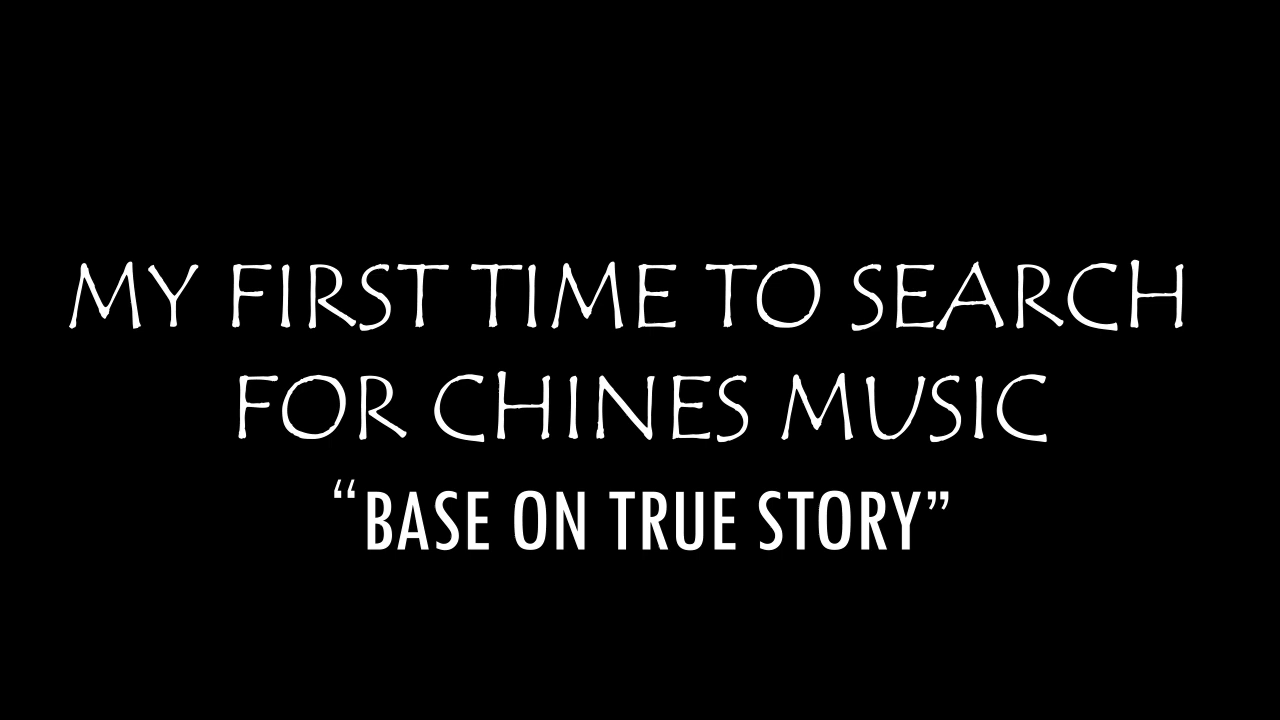 MY FIRST TIME TO SEARCH
FOR CHINES MUSIC
“BASE ON TRUE STORY”